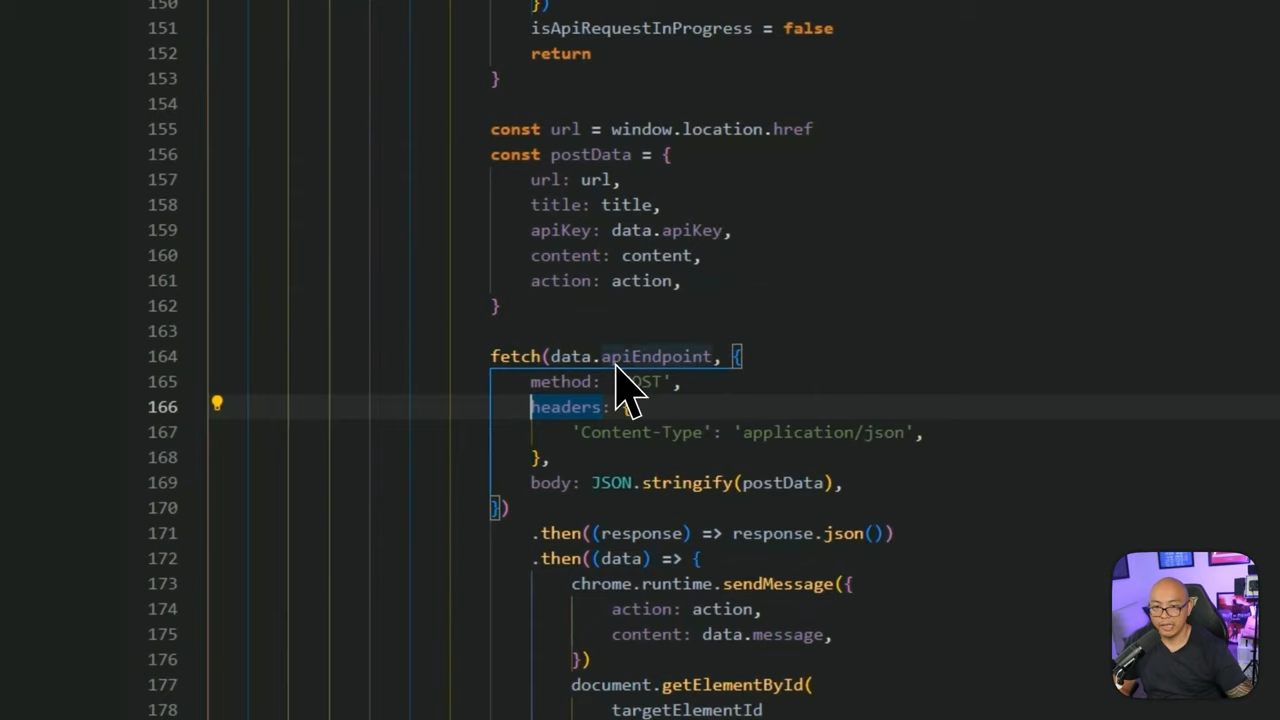 150 })
151 isApiRequestInProgress = false
152 return
153 }
154
155 const url = window.location.href
156 const postData = {
157 url: url,
158 title: title,
159 apiKey: data.apiKey,
160 content: content,
161 action: action,
162 }
163
164 fetch(data.apiEndpoint, {
165 method: OST',
166 headers: {
167 'Content-Type': 'application/json',
168 },
169 body: JSON.stringify(postData),
170 })
171 .then((response) => response.json())
172 .then((data) => {
173 chrome.runtime.sendMessage({
174 action: action,
175 content: data.message,
176 })
177 document.getElementById(
178 targetElementId